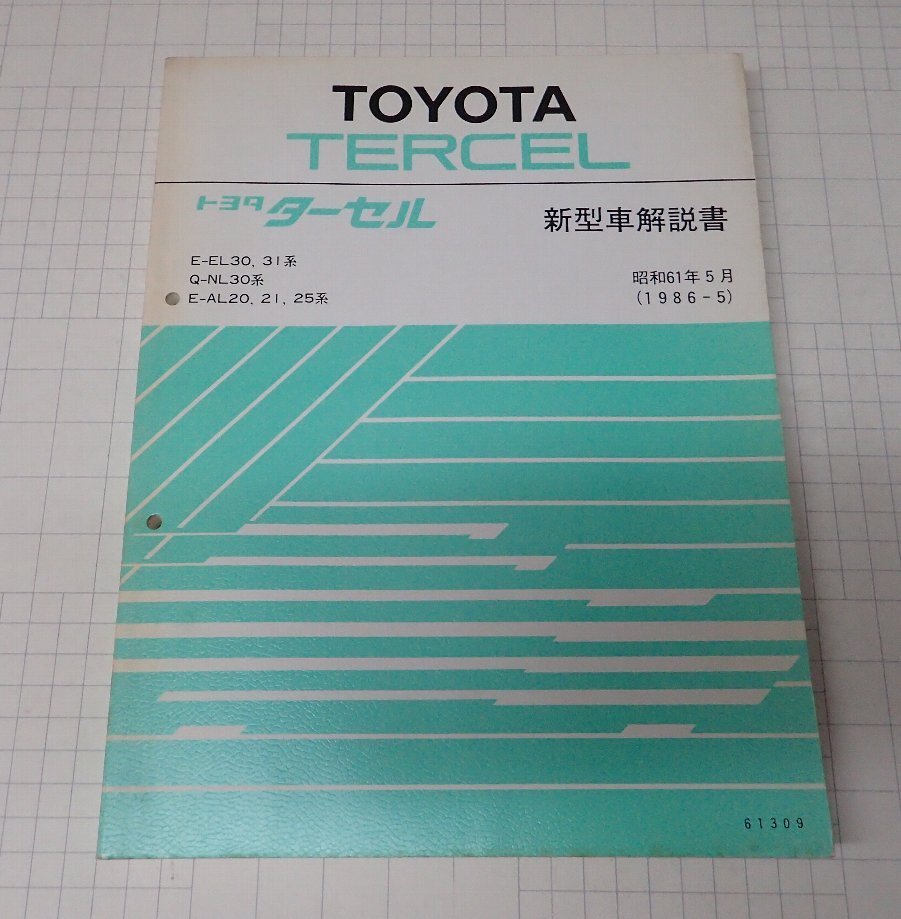 TOYOTA
TERCEL
トヨタ ターセル
新型車解説書
E-EL30, 31系
Q-NL30系
E-AL20, 21, 25系
昭和61年5月
(1986-5)
61309